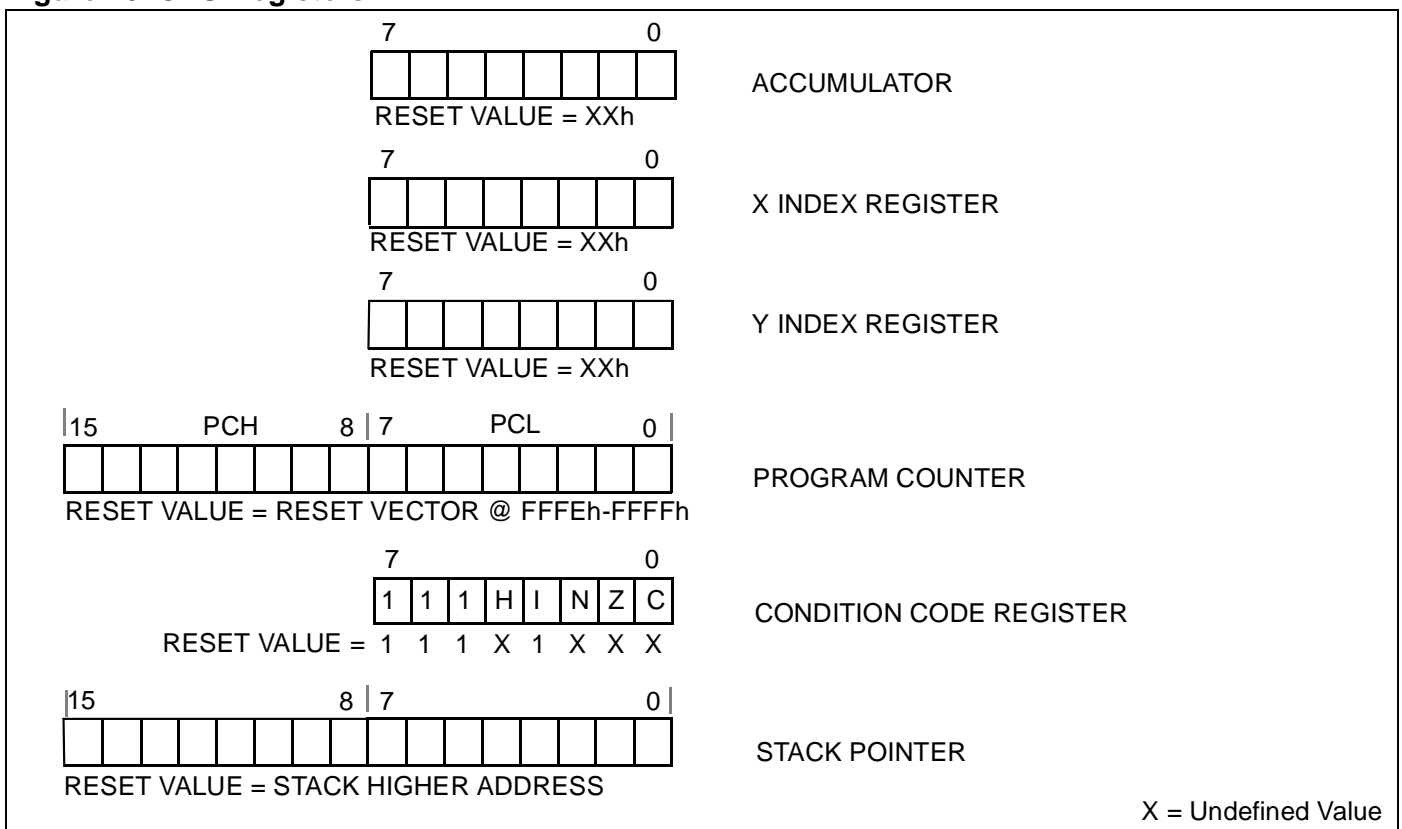 7 0
ACCUMULATOR
RESET VALUE = XXh
7 0
X INDEX REGISTER
RESET VALUE = XXh
7 0
Y INDEX REGISTER
RESET VALUE = XXh
15 PCH 8 7 PCL 0
PROGRAM COUNTER
RESET VALUE = RESET VECTOR @ FFFEh-FFFFh
7 0
1 1 1 H I N Z C
CONDITION CODE REGISTER
RESET VALUE = 1 1 1 X 1 X X X
15 8 7 0
STACK POINTER
RESET VALUE = STACK HIGHER ADDRESS
X = Undefined Value